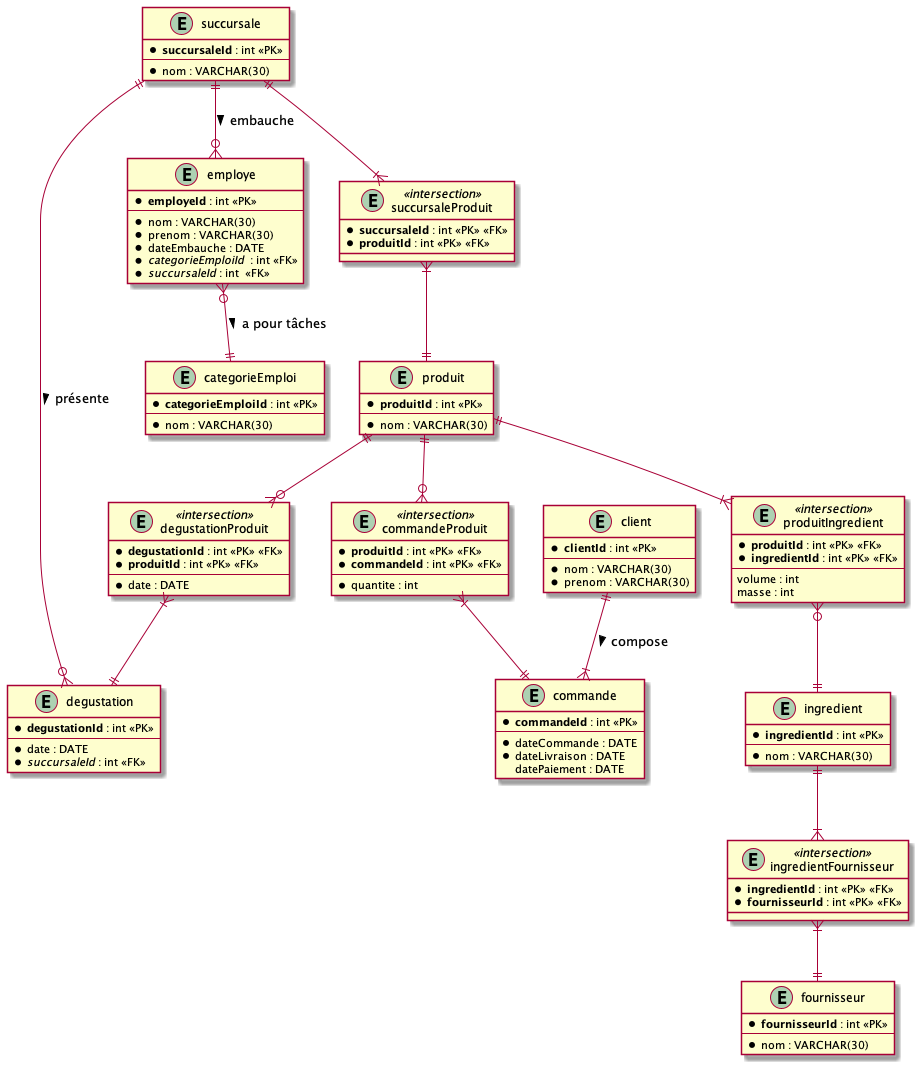 E succursale
succursaleId : int «PK»
nom : VARCHAR(30)
embauche
E employe
employeId : int «PK»
nom : VARCHAR(30)
prenom : VARCHAR(30)
dateEmbauche : DATE
categorieEmploiId : int «FK»
succursaleId : int «FK»
«intersection»
E succursaleProduit
succursaleId : int «PK» «FK»
produitId : int «PK» «FK»
a pour tâches
E categorieEmploi
categorieEmploiId : int «PK»
nom : VARCHAR(30)
E produit
produitId : int «PK»
nom : VARCHAR(30)
présente
«intersection»
E degustationProduit
degustationId : int «PK» «FK»
produitId : int «PK» «FK»
date : DATE
«intersection»
E commandeProduit
produitId : int «PK» «FK»
commandeId : int «PK» «FK»
quantite : int
E client
clientId : int «PK»
nom : VARCHAR(30)
prenom : VARCHAR(30)
«intersection»
E produitIngredient
produitId : int «PK» «FK»
ingredientId : int «PK» «FK»
volume : int
masse : int
compose
E degustation
degustationId : int «PK»
date : DATE
succursaleId : int «FK»
E commande
commandeId : int «PK»
dateCommande : DATE
dateLivraison : DATE
datePaiement : DATE
E ingredient
ingredientId : int «PK»
nom : VARCHAR(30)
«intersection»
E ingredientFournisseur
ingredientId : int «PK» «FK»
fournisseurId : int «PK» «FK»
E fournisseur
fournisseurId : int «PK»
nom : VARCHAR(30)